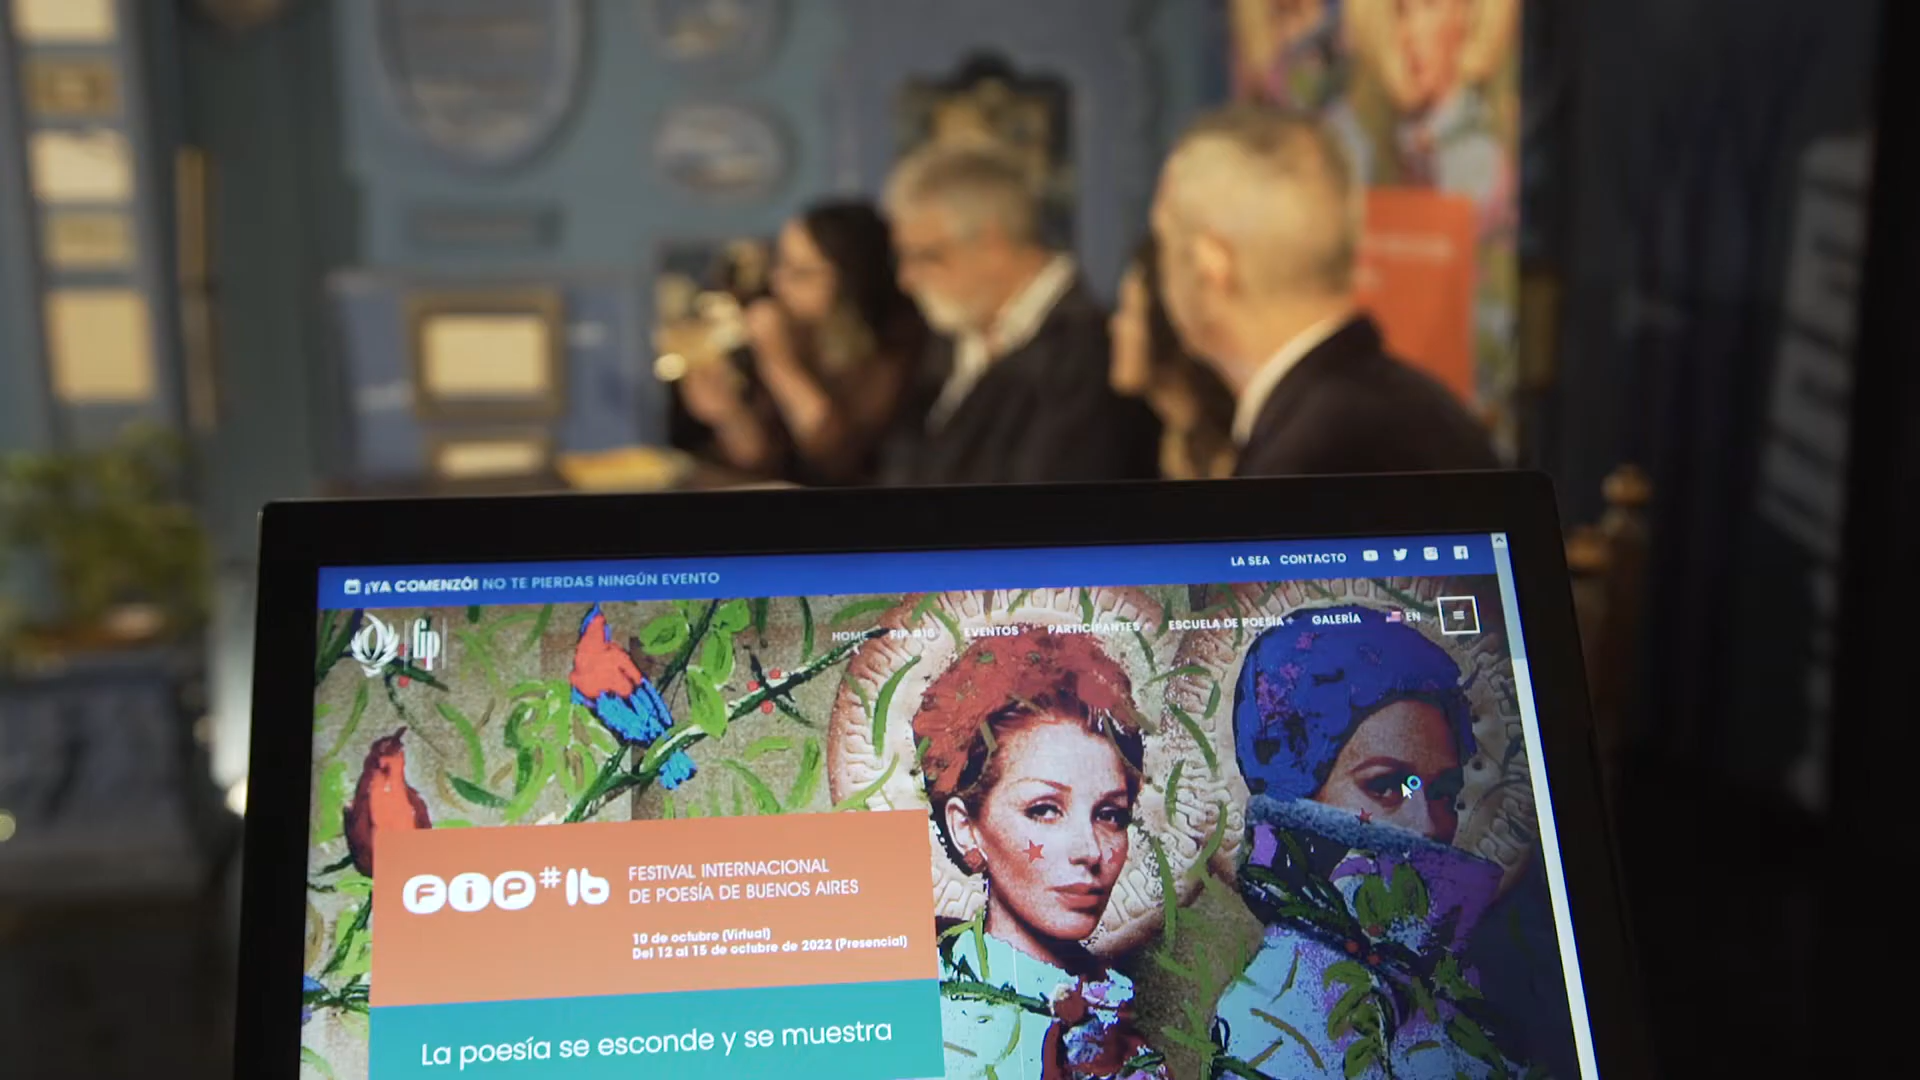 ¡YA COMENZÓ! NO TE PIERDAS NINGÚN EVENTO
LA SEA CONTACTO
fip
HOME FIP #16 EVENTOS + PARTICIPANTES + ESCUELA DE POESÍA + GALERÍA EN
FiP#16
FESTIVAL INTERNACIONAL
DE POESÍA DE BUENOS AIRES
10 de octubre (Virtual)
Del 12 al 15 de octubre de 2022 (Presencial)
La poesía se esconde y se muestra